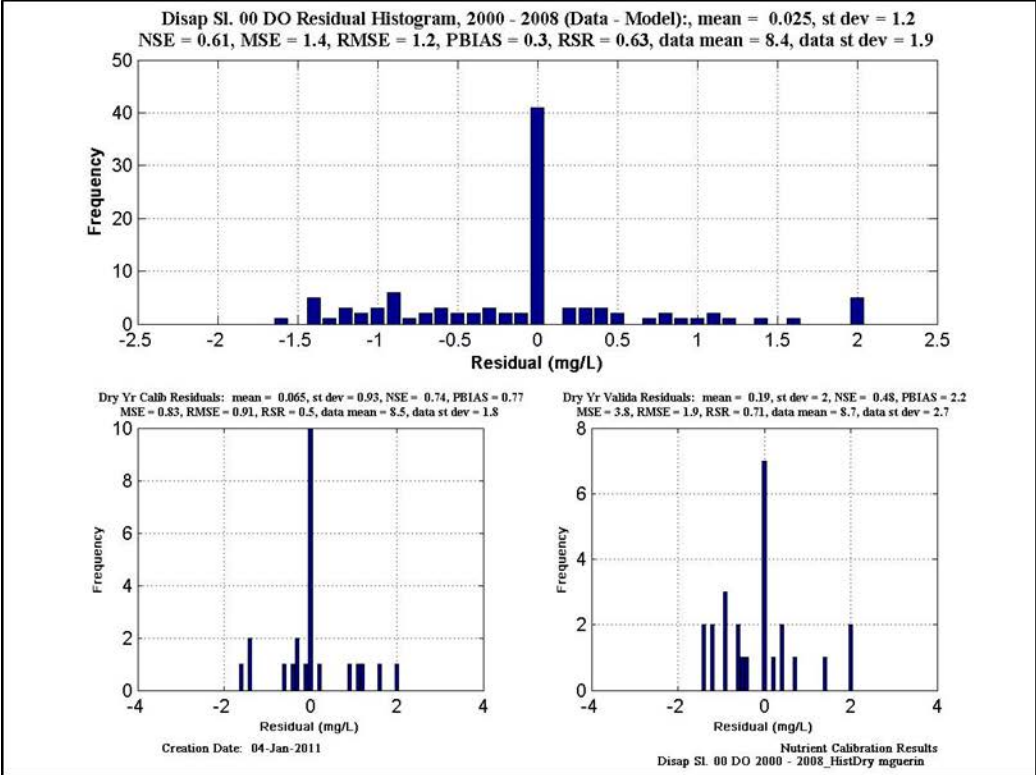 Disap Sl. 00 DO Residual Histogram, 2000 - 2008 (Data - Model):, mean = 0.025, st dev = 1.2
NSE = 0.61, MSE = 1.4, RMSE = 1.2, PBIAS = 0.3, RSR = 0.63, data mean = 8.4, data st dev = 1.9
50
40
30
20
10
0
Frequency
-2.5 -2 -1.5 -1 -0.5 0 0.5 1 1.5 2 2.5
Residual (mg/L)
Dry Yr Calib Residuals: mean = 0.065, st dev = 0.93, NSE = 0.74, PBIAS = 0.77
MSE = 0.83, RMSE = 0.91, RSR = 0.5, data mean = 8.5, data st dev = 1.8
10
8
6
4
2
0
Frequency
-4 -2 0 2 4
Residual (mg/L)
Creation Date: 04-Jan-2011
Dry Yr Valida Residuals: mean = 0.19, st dev = 2, NSE = 0.48, PBIAS = 2.2
MSE = 3.8, RMSE = 1.9, RSR = 0.71, data mean = 8.7, data st dev = 2.7
8
6
4
2
0
Frequency
-4 -2 0 2 4
Residual (mg/L)
Nutrient Calibration Results
Disap Sl. 00 DO 2000 - 2008_HistDry mguerin